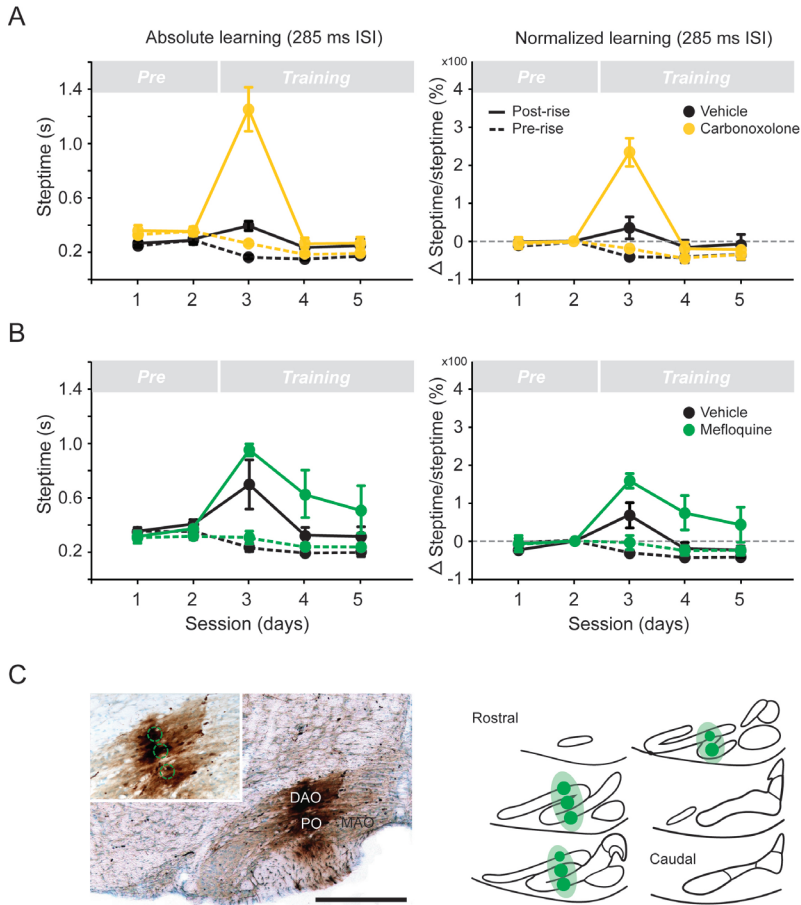 A
Absolute learning (285 ms ISI)
Pre
Training
Steptime (s)
1.4
1.0
0.6
0.2
1
2
3
4
5
Normalized learning (285 ms ISI)
x100
Pre
Training
Δ Steptime/steptime (%)
4
3
2
1
0
-1
Post-rise
Pre-rise
Vehicle
Carbonoxolone
1
2
3
4
5
B
Pre
Training
Steptime (s)
1.4
1.0
0.6
0.2
1
2
3
4
5
Session (days)
x100
Pre
Training
Δ Steptime/steptime (%)
4
3
2
1
0
-1
Vehicle
Mefloquine
1
2
3
4
5
Session (days)
C
DAO
PO
MAO
Rostral
Caudal